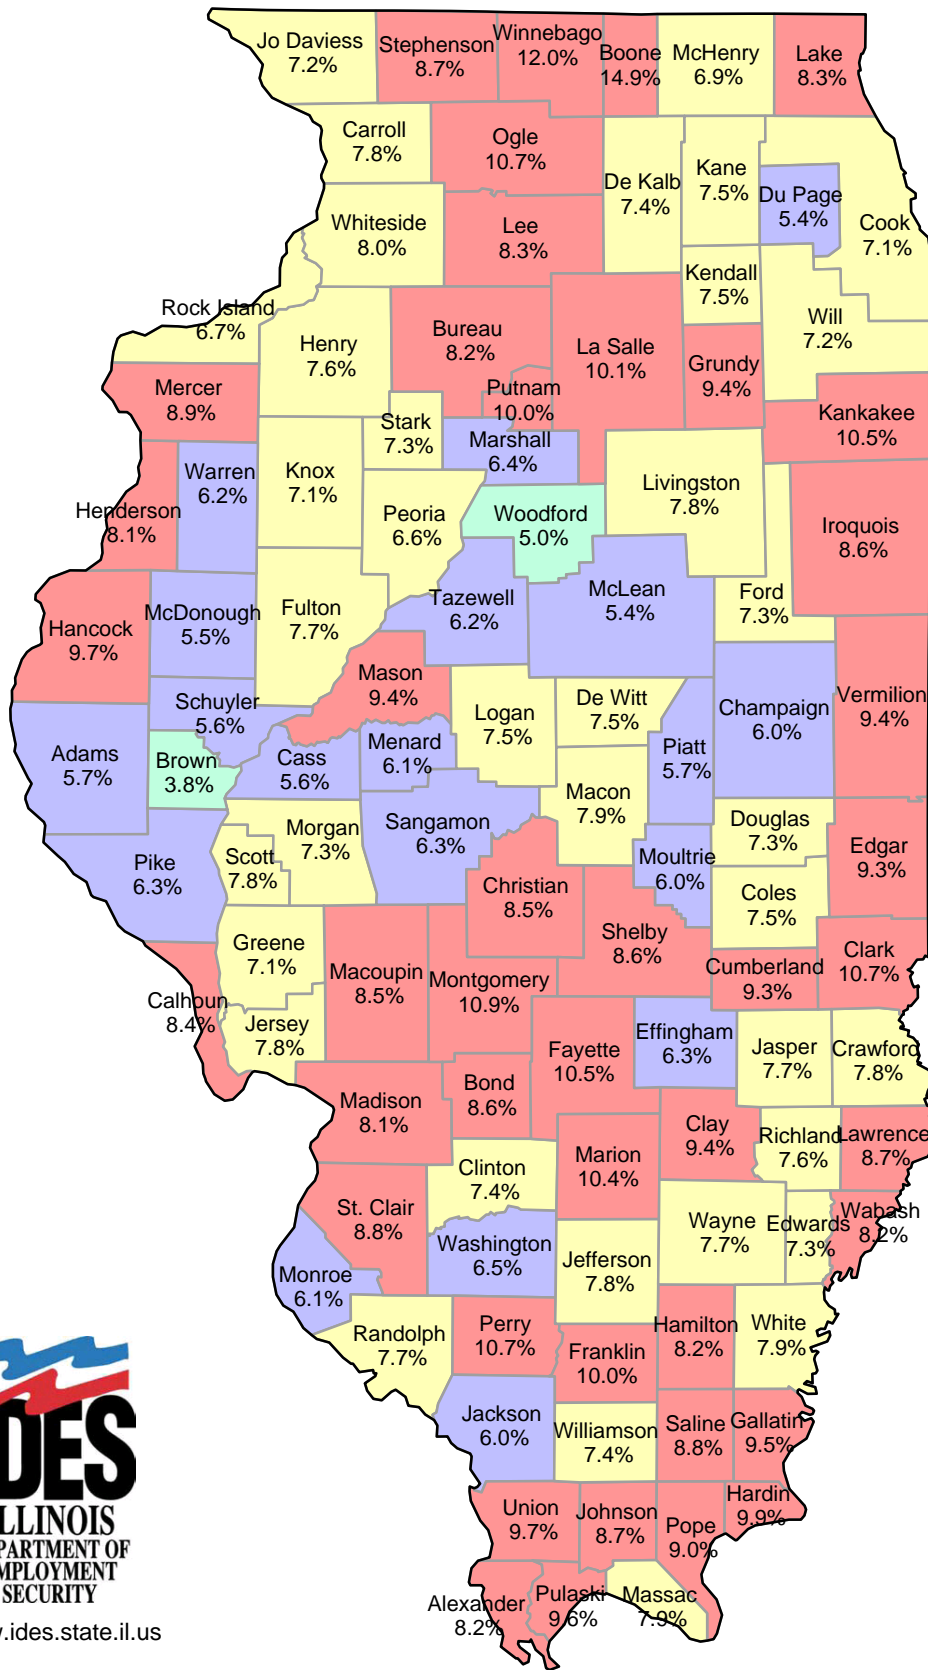 Jo Daviess
7.2%
Stephenson
8.7%
Winnebago
12.0%
Boone
14.9%
McHenry
6.9%
Lake
8.3%
Carroll
7.8%
Ogle
10.7%
De Kalb
7.4%
Kane
7.5%
Du Page
5.4%
Cook
7.1%
Whiteside
8.0%
Lee
8.3%
Kendall
7.5%
Rock Island
6.7%
Henry
7.6%
Bureau
8.2%
La Salle
10.1%
Grundy
9.4%
Will
7.2%
Mercer
8.9%
Putnam
10.0%
Kankakee
10.5%
Stark
7.3%
Marshall
6.4%
Warren
6.2%
Knox
7.1%
Livingston
7.8%
Henderson
8.1%
Peoria
6.6%
Woodford
5.0%
Iroquois
8.6%
McDonough
5.5%
Fulton
7.7%
Tazewell
6.2%
McLean
5.4%
Ford
7.3%
Hancock
9.7%
Mason
9.4%
Schuyler
5.6%
Logan
7.5%
De Witt
7.5%
Champaign
6.0%
Vermilion
9.4%
Adams
5.7%
Brown
3.8%
Cass
5.6%
Menard
6.1%
Piatt
5.7%
Macon
7.9%
Pike
6.3%
Scott
7.8%
Morgan
7.3%
Sangamon
6.3%
Douglas
7.3%
Edgar
9.3%
Moultrie
6.0%
Christian
8.5%
Coles
7.5%
Greene
7.1%
Macoupin
8.5%
Montgomery
10.9%
Shelby
8.6%
Cumberland
9.3%
Clark
10.7%
Calhoun
8.4%
Jersey
7.8%
Fayette
10.5%
Effingham
6.3%
Jasper
7.7%
Crawford
7.8%
Madison
8.1%
Bond
8.6%
Clay
9.4%
Richland
7.6%
Lawrence
8.7%
Clinton
7.4%
Marion
10.4%
St. Clair
8.8%
Wayne
7.7%
Edwards
7.3%
Wabash
8.2%
Monroe
6.1%
Washington
6.5%
Jefferson
7.8%
Randolph
7.7%
Perry
10.7%
Franklin
10.0%
Hamilton
8.2%
White
7.9%
Jackson
6.0%
Williamson
7.4%
Saline
8.8%
Gallatin
9.5%
Union
9.7%
Johnson
8.7%
Pope
9.0%
Hardin
9.9%
Alexander
8.2%
Pulaski
9.6%
Massac
7.9%
DES
LLINOIS
PARTMENT OF
MPLOYMENT
SECURITY
.ides.state.il.us